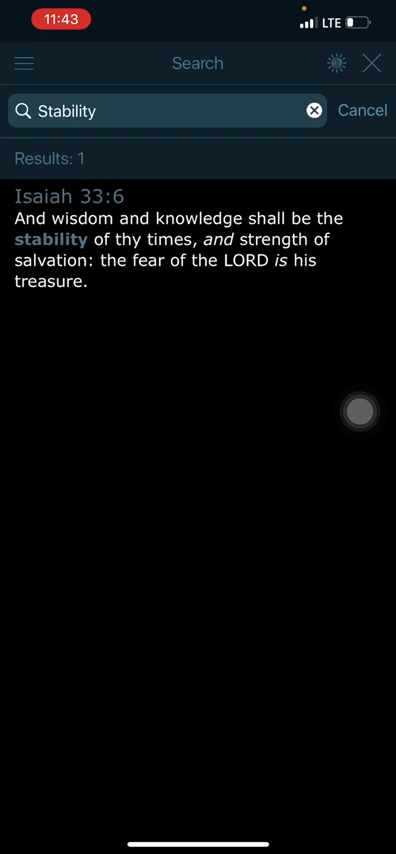 11:43
LTE
Search
Stability
Cancel
Results: 1
Isaiah 33:6
And wisdom and knowledge shall be the
stability of thy times, and strength of
salvation: the fear of the LORD is his
treasure.